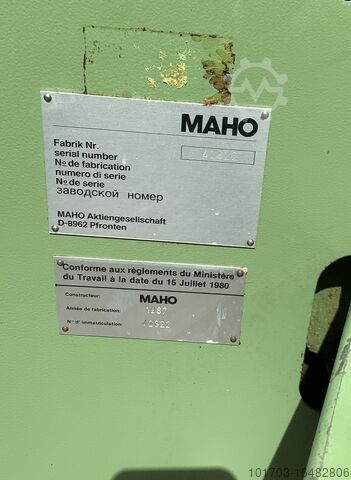 MAHO
Fabrik Nr.
serial number
No de fabrication
numero di serie
No de serie
заводской номер
MAHO Aktiengesellschaft
D-8962 Pfronten
Conforme aux règlements du Ministère
du Travail à la date du 15 Juillet 1980
Constructeur: MAHO
Année de fabrication: 1987
N° d'immatriculation:
101703-16482806